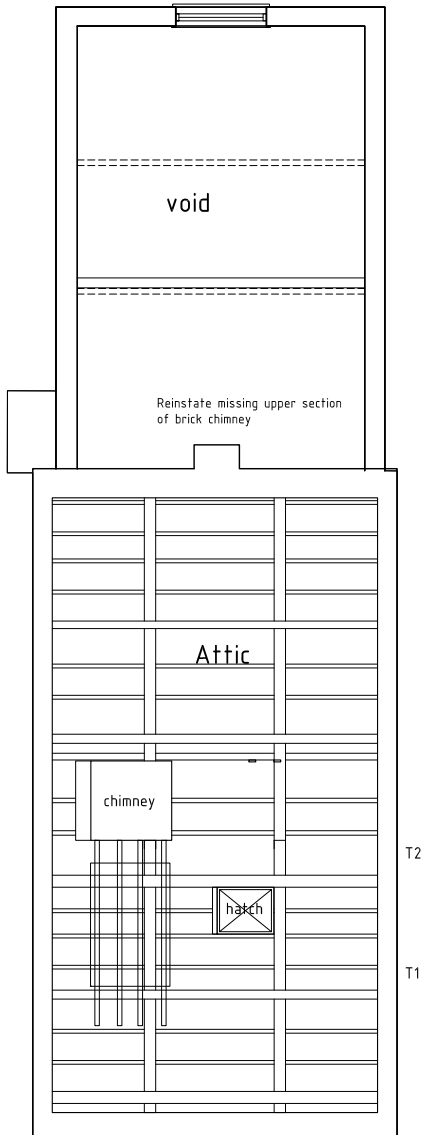 void
Reinstate missing upper section
of brick chimney
Attic
chimney
T2
hatch
T1